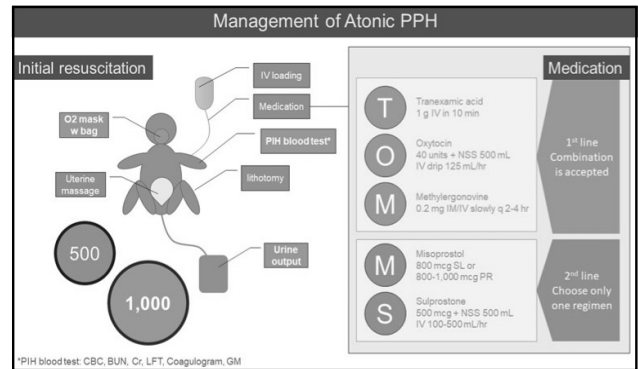 Management of Atonic PPH
Initial resuscitation
IV loading
Medication
O2 mask
w bag
PIH blood test*
Uterine
massage
lithotomy
Urine
output
500
1,000
*PIH blood test: CBC, BUN, Cr, LFT, Coagulogram, GM
Medication
T
Tranexamic acid
1 g IV in 10 min
O
Oxytocin
40 units + NSS 500 mL
IV drip 125 mL/hr
M
Methylergonovine
0.2 mg IM/IV slowly q 2-4 hr
1st line
Combination
is accepted
M
Misoprostol
800 mcg SL or
800-1,000 mcg PR
S
Sulprostone
500 mcg + NSS 500 mL
IV 100-500 mL/hr
2nd line
Choose only
one regimen